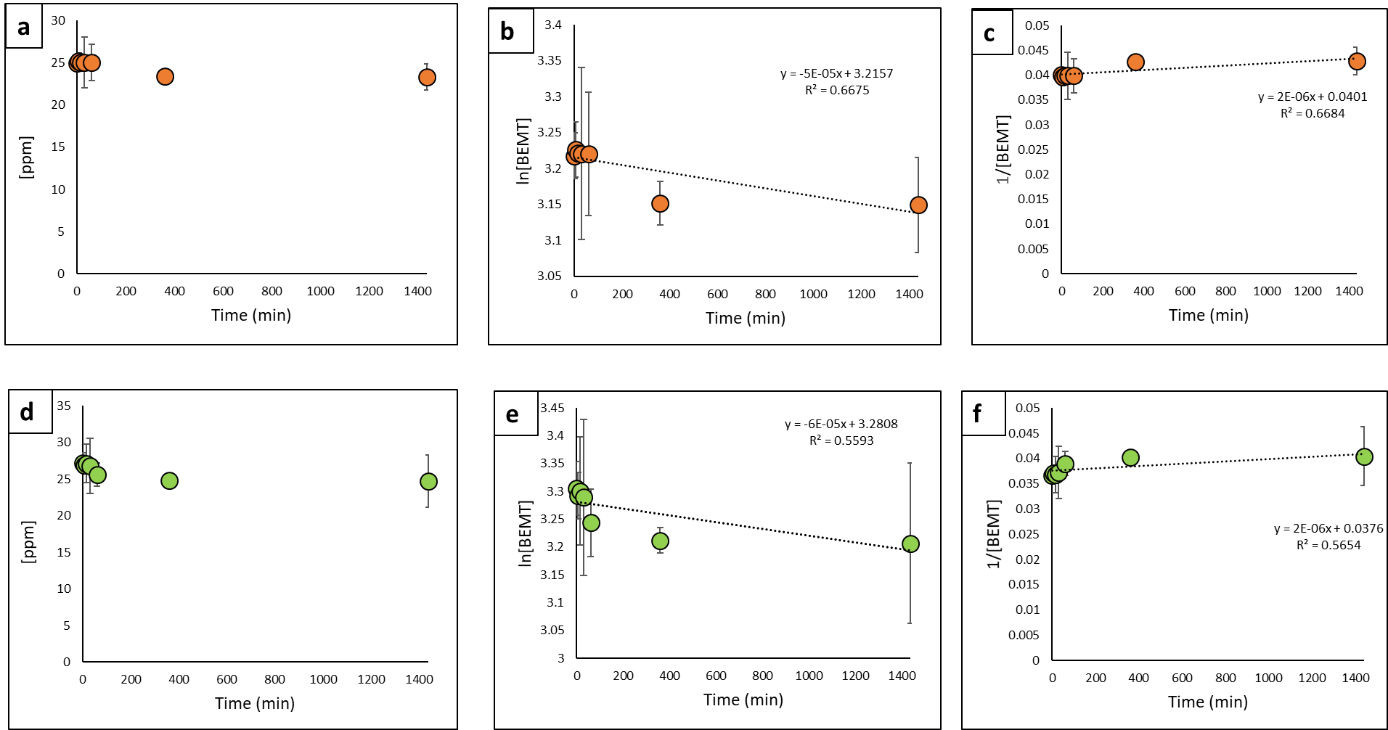 a
30
25
20
15
10
5
0
[ppm]
0 200 400 600 800 1000 1200 1400
Time (min)
b
3.4
3.35
3.3
3.25
3.2
3.15
3.1
3.05
ln[BEMT]
y = -5E-05x + 3.2157
R² = 0.6675
0 200 400 600 800 1000 1200 1400
Time (min)
c
0.05
0.045
0.04
0.035
0.03
0.025
0.02
0.015
0.01
0.005
0
1/[BEMT]
y = 2E-06x + 0.0401
R² = 0.6684
0 200 400 600 800 1000 1200 1400
Time (min)
d
35
30
25
20
15
10
5
0
[ppm]
0 200 400 600 800 1000 1200 1400
Time (min)
e
3.45
3.4
3.35
3.3
3.25
3.2
3.15
3.1
3.05
3
ln[BEMT]
y = -6E-05x + 3.2808
R² = 0.5593
0 200 400 600 800 1000 1200 1400
Time (min)
f
0.05
0.045
0.04
0.035
0.03
0.025
0.02
0.015
0.01
0.005
0
1/[BEMT]
y = 2E-06x + 0.0376
R² = 0.5654
0 200 400 600 800 1000 1200 1400
Time (min)